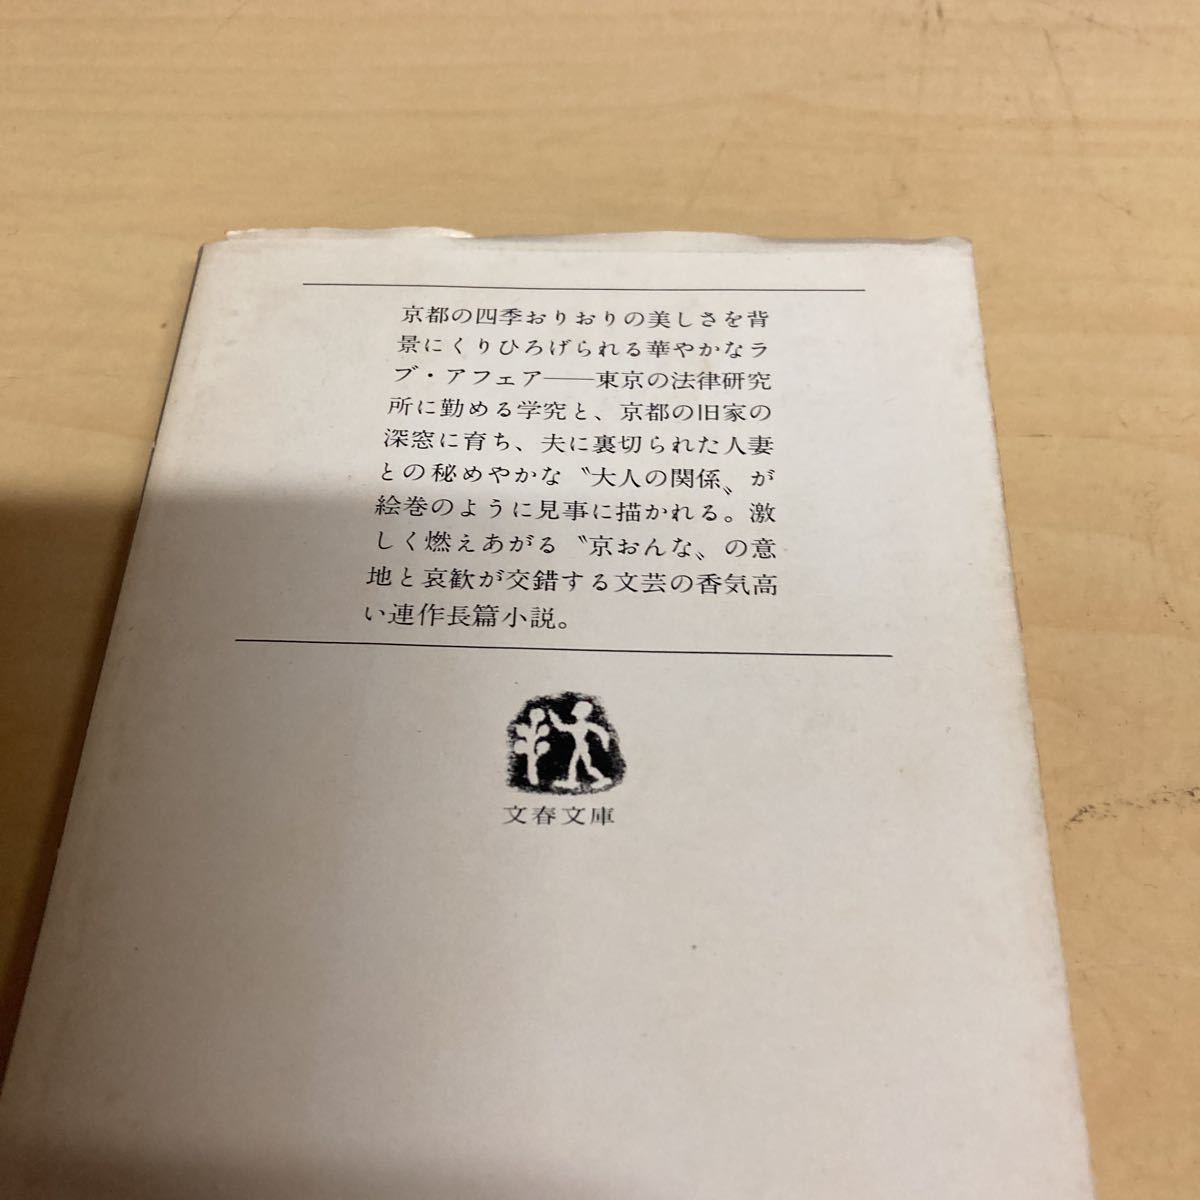 京都の四季おりおりの美しさを背
景にくりひろげられる華やかなラ
ブ・アフェア――東京の法律研究
所に勤める学究と、京都の旧家の
深窓に育ち、夫に裏切られた人妻
との秘めやかな〝大人の関係〟が
絵巻のように見事に描かれる。激
しく燃えあがる〝京おんな〟の意
地と哀歓が交錯する文芸の香気高
い連作長篇小説。
文春文庫